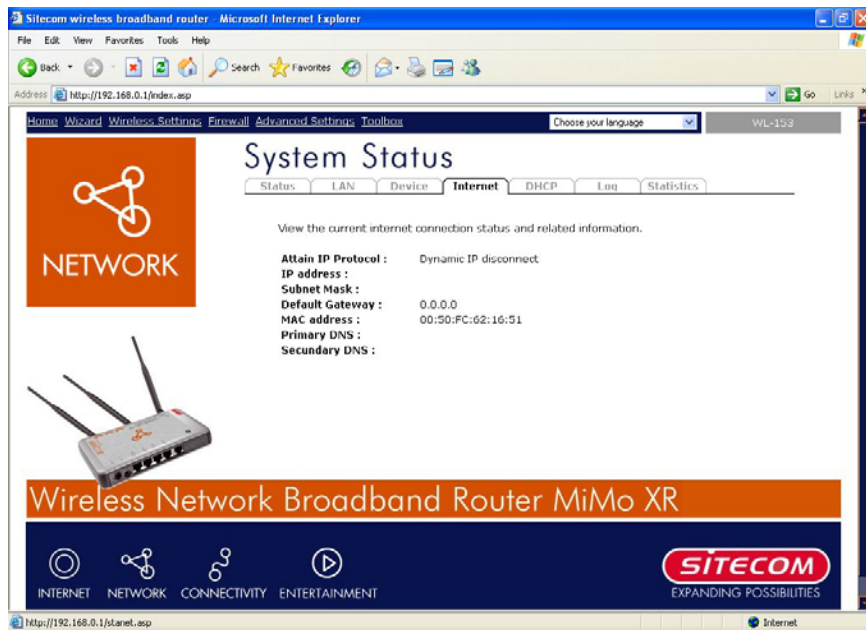 Sitecom wireless broadband router - Microsoft Internet Explorer
File Edit View Favorites Tools Help
Back Search Favorites
Address http://192.168.0.1/index.asp Go Links
Home Wizard Wireless Settings Firewall Advanced Settings Toolbox Choose your language WL-153
System Status
Status LAN Device Internet DHCP Log Statistics
NETWORK
View the current internet connection status and related information.
Attain IP Protocol : Dynamic IP disconnect
IP address :
Subnet Mask :
Default Gateway : 0.0.0.0
MAC address : 00:50:FC:62:16:51
Primary DNS :
Secundary DNS :
Wireless Network Broadband Router MiMo XR
INTERNET NETWORK CONNECTIVITY ENTERTAINMENT
SITECOM
EXPANDING POSSIBILITIES
http://192.168.0.1/stanet.asp Internet